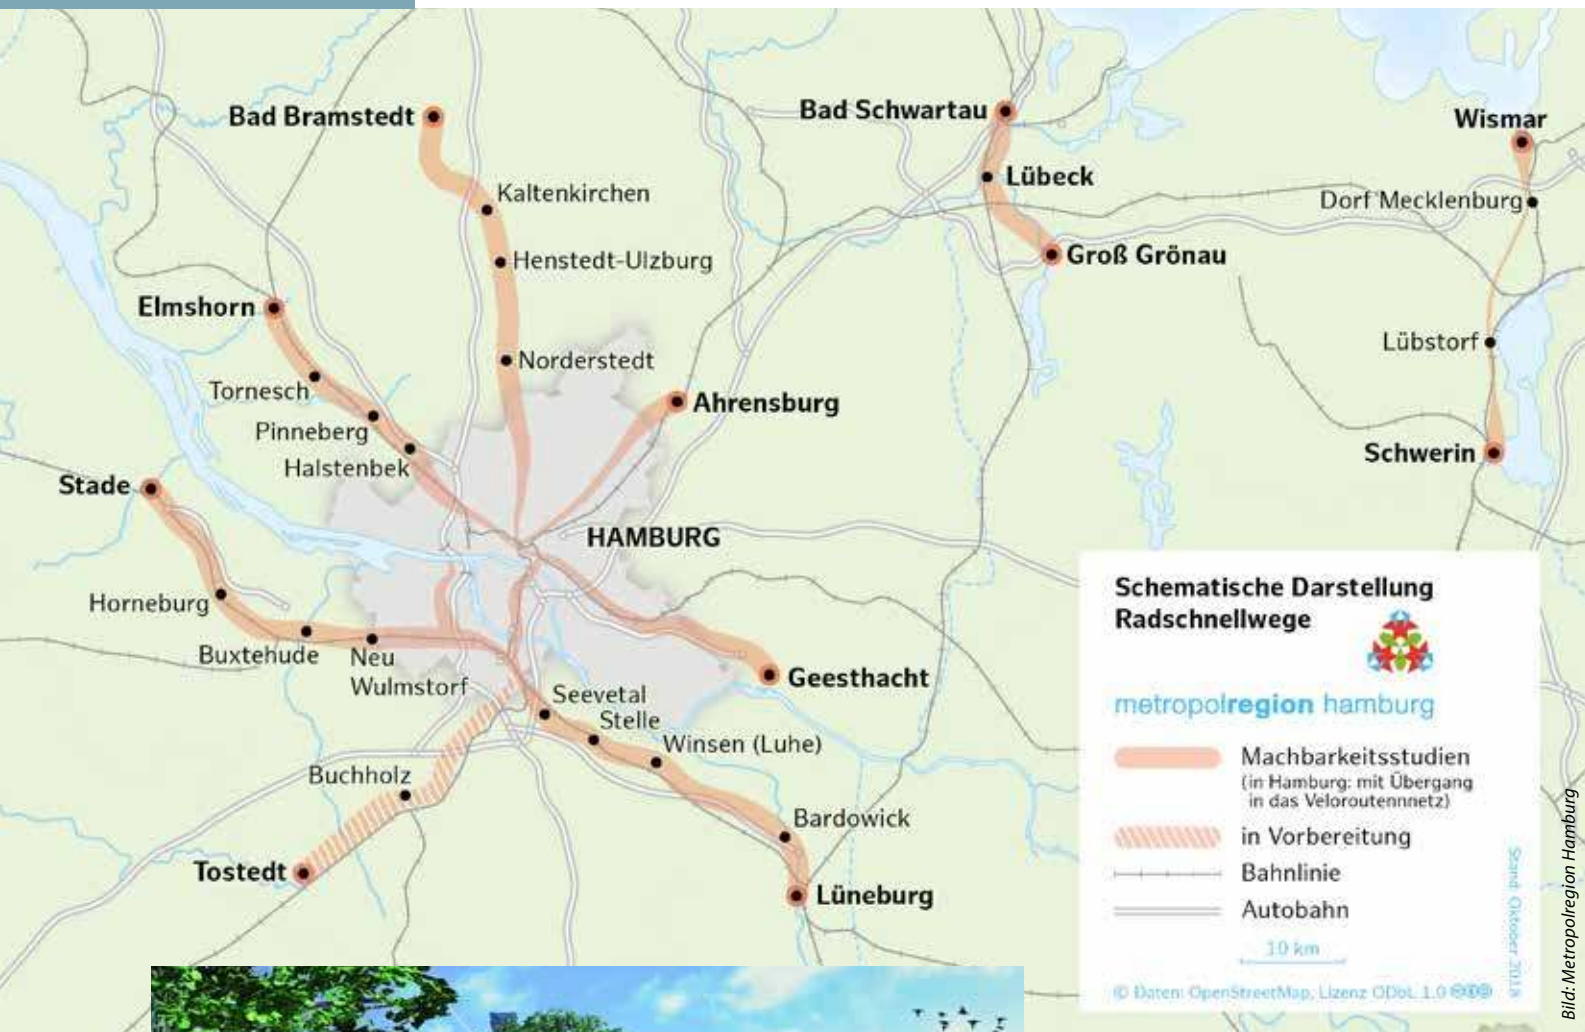 Bad Bramstedt
Bad Schwartau
Wismar
Kaltenkirchen
Lübeck
Dorf Mecklenburg
Henstedt-Ulzburg
Groß Grönau
Elmshorn
Lübstorf
Norderstedt
Tornesch
Ahrensburg
Pinneberg
Halstenbek
Schwerin
Stade
HAMBURG
Horneburg
Buxtehude
Neu
Wulmstorf
Geesthacht
Seevetal
Stelle
Winsen (Luhe)
Buchholz
Bardowick
Tostedt
Lüneburg
Schematische Darstellung
Radschnellwege
metropolregion hamburg
Machbarkeitsstudien
(in Hamburg: mit Übergang
in das Veloroutennnetz)
in Vorbereitung
Bahnlinie
Autobahn
10 km
© Daten: OpenStreetMap, Lizenz ODbL 1.0
Stand: Oktober 2018
Bild: Metropolregion Hamburg